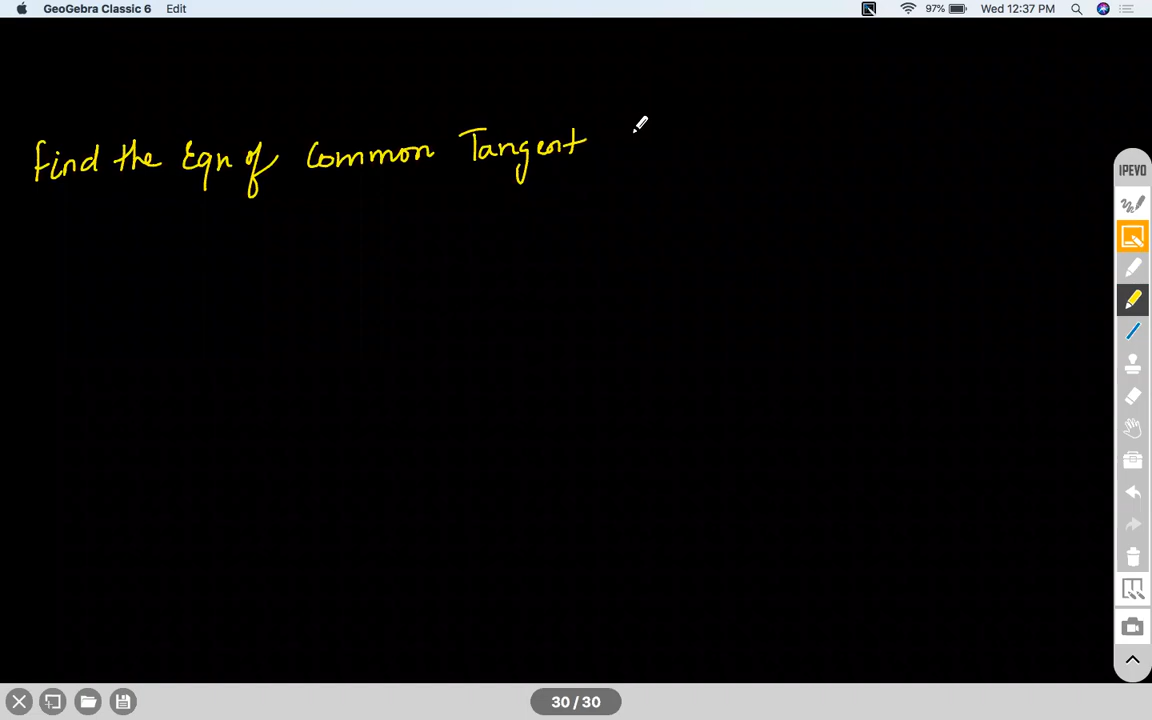 GeoGebra Classic 6 Edit 97% Wed 12:37 PM
find the Eqn of Common Tangent
IPEVO
30 / 30